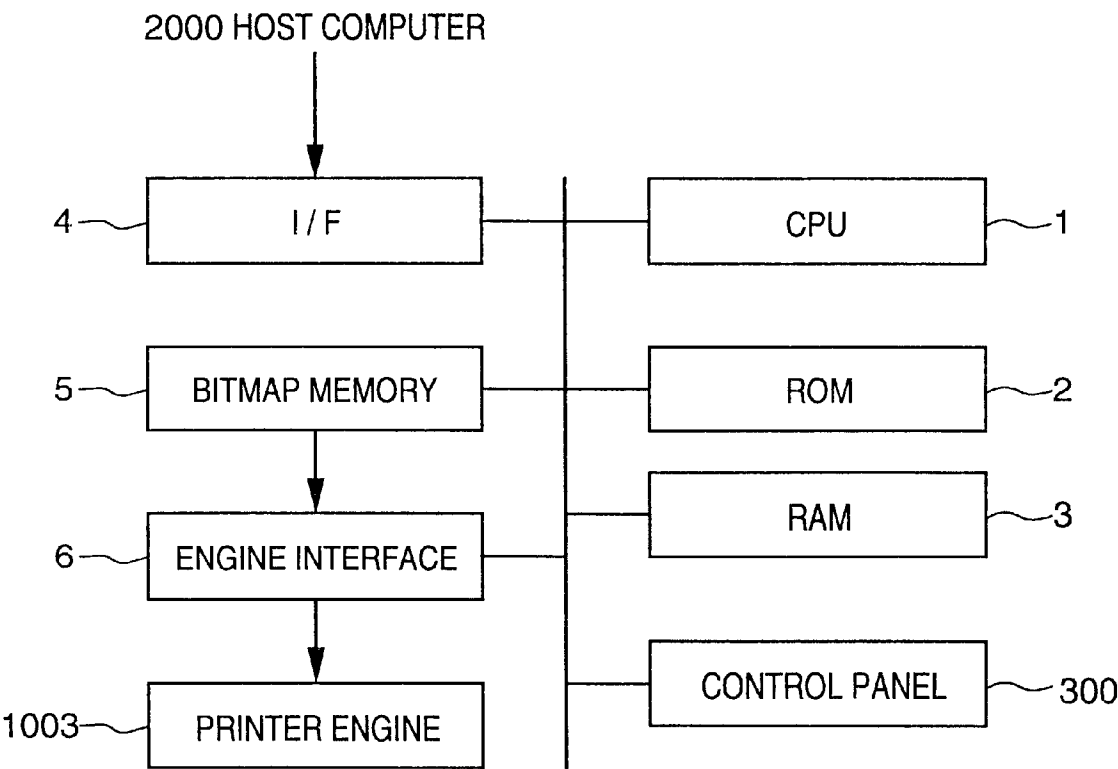 2000 HOST COMPUTER
4 I / F CPU 1
5 BITMAP MEMORY ROM 2
RAM 3
6 ENGINE INTERFACE
CONTROL PANEL 300
1003 PRINTER ENGINE